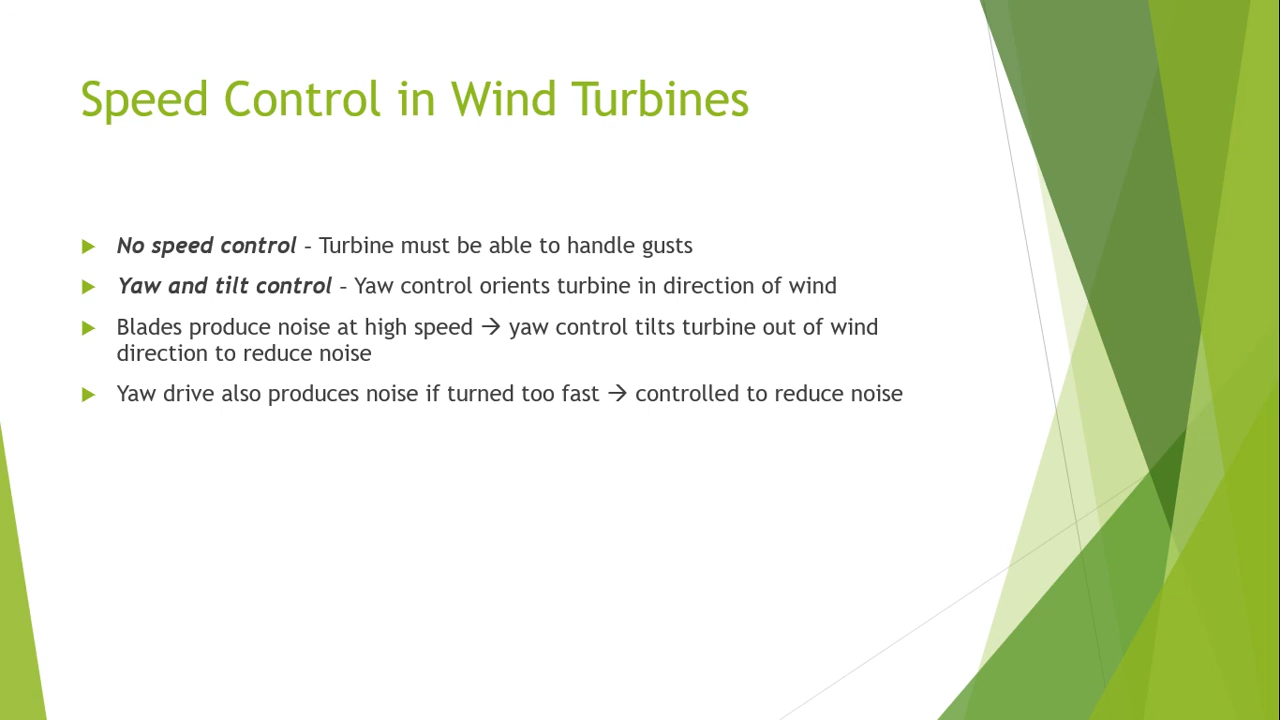 Speed Control in Wind Turbines
No speed control – Turbine must be able to handle gusts
Yaw and tilt control – Yaw control orients turbine in direction of wind
Blades produce noise at high speed → yaw control tilts turbine out of wind
direction to reduce noise
Yaw drive also produces noise if turned too fast → controlled to reduce noise